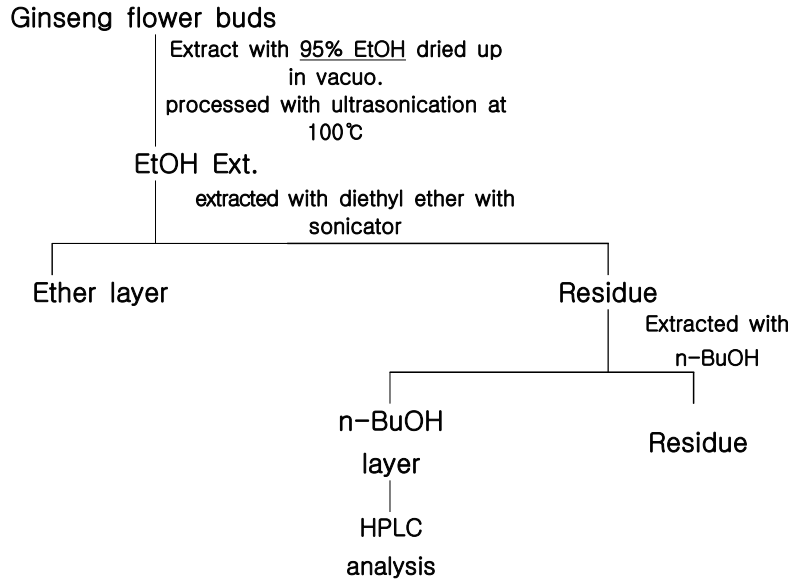 Ginseng flower buds
Extract with 95% EtOH dried up
in vacuo.
processed with ultrasonication at
100℃
EtOH Ext.
extracted with diethyl ether with
sonicator
Ether layer
Residue
Extracted with
n-BuOH
n-BuOH
layer
Residue
HPLC
analysis